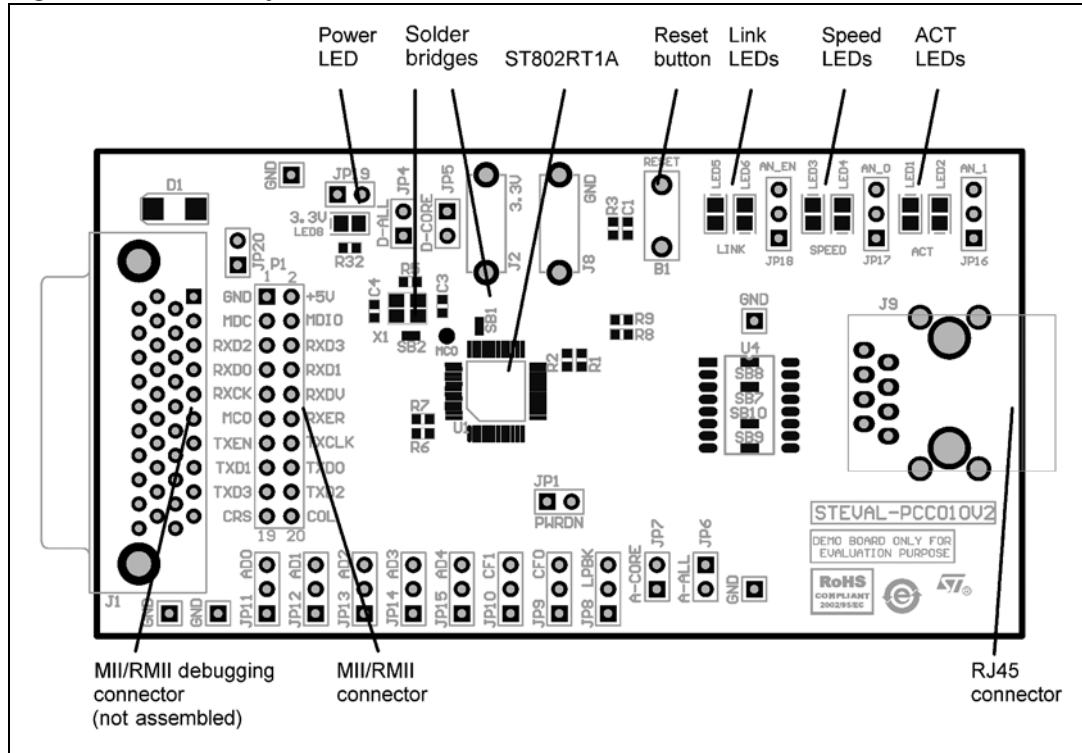 Power LED
Solder bridges
ST802RT1A
Reset button
Link LEDs
Speed LEDs
ACT LEDs
D1
GND
JP19
3.3V
LED8
R32
JP4
D-ALL
JP5
D-CORE
3.3V
J2
GND
J8
R3
C1
RESET
B1
LED5
LED6
LINK
AN_EN
JP18
LED3
LED4
SPEED
AN_0
JP17
LED1
LED2
ACT
AN_1
JP16
JP20
P1
1 2
GND +5V
MDC MDIO
RXD2 RXD3
RXD0 RXD1
RXCK RXDV
MCO RXER
TXEN TXCLK
TXD1 TXD0
TXD3 TXD2
CRS COL
19 20
C4
R5
C3
X1
SB2
MCO
SB1
R2
R1
R9
R8
R7
R6
U1
GND
U4
SB8
SB7
SB10
SB9
J9
JP1
PWRDN
STEVAL-PCC010V2
DEMO BOARD ONLY FOR
EVALUATION PURPOSE
RoHS
COMPLIANT
2002/95/EC
e
ST
J1
GND
GND
JP11 AD0
JP12 AD1
JP13 AD2
JP14 AD3
JP15 AD4
JP10 CF1
JP9 CF0
JP8 LPBK
A-CORE JP7
A-ALL JP6
GND
MII/RMII debugging
connector
(not assembled)
MII/RMII
connector
RJ45
connector